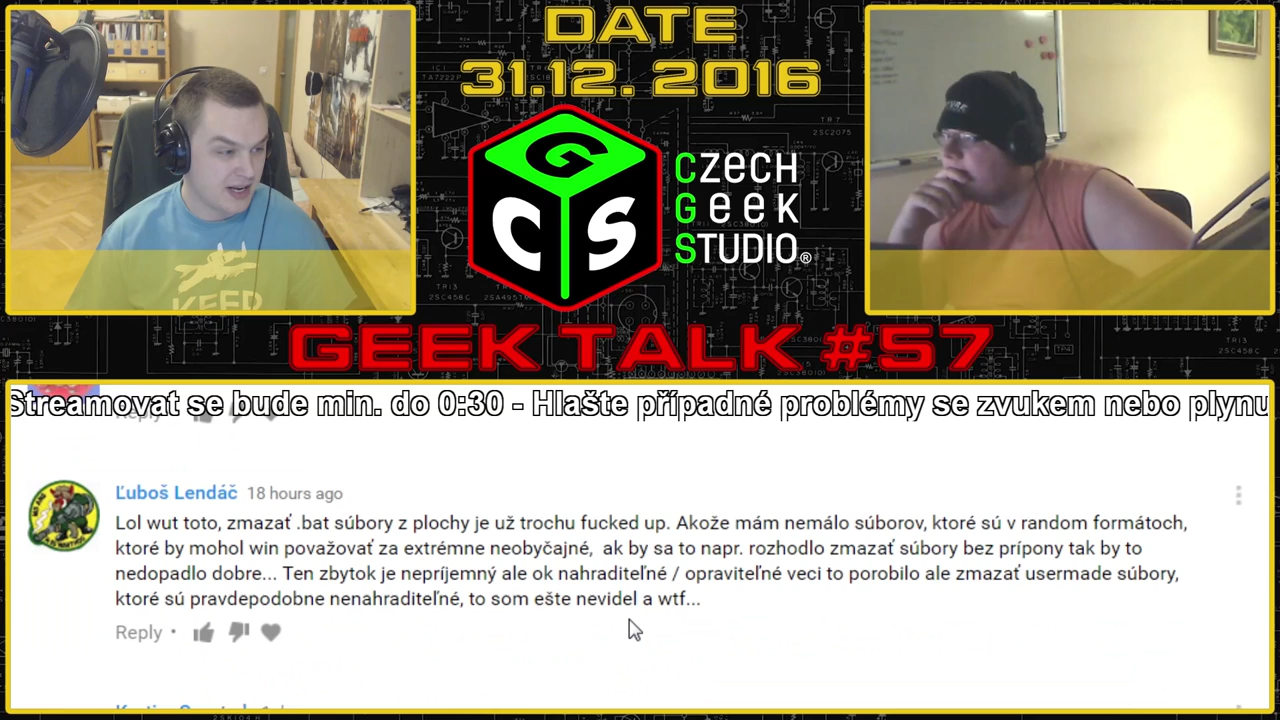 DATE
31.12. 2016
G
C S
CZECH
GEEK
STUDIO®
KEEP
GEEK TALK #57
Streamovat se bude min. do 0:30 - Hlašte případné problémy se zvukem nebo plynu
Reply
Ľuboš Lendáč 18 hours ago
Lol wut toto, zmazať .bat súbory z plochy je už trochu fucked up. Akože mám nemálo súborov, ktoré sú v random formátoch,
ktoré by mohol win považovať za extrémne neobyčajné, ak by sa to napr. rozhodlo zmazať súbory bez prípony tak by to
nedopadlo dobre... Ten zbytok je nepríjemný ale ok nahraditeľné / opraviteľné veci to porobilo ale zmazať usermade súbory,
ktoré sú pravdepodobne nenahraditeľné, to som ešte nevidel a wtf...
Reply •